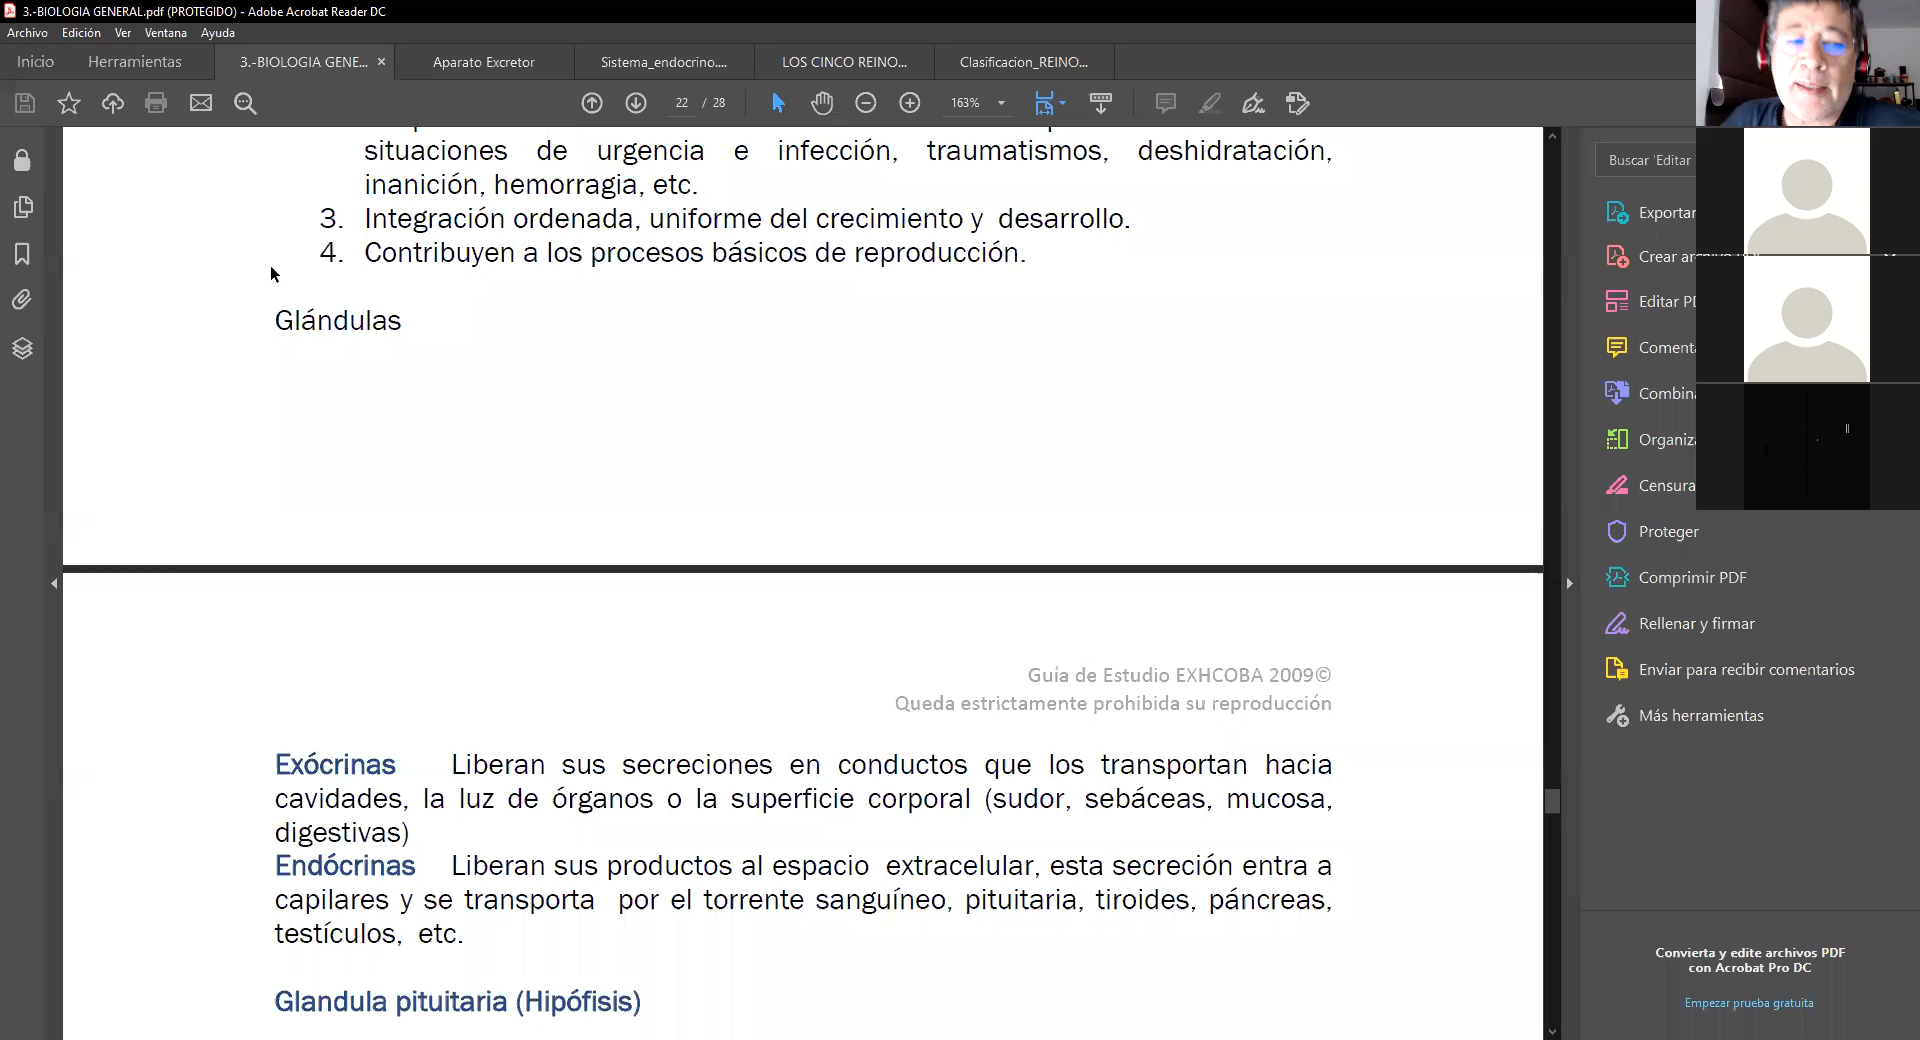 3.-BIOLOGIA GENERAL.pdf (PROTEGIDO) - Adobe Acrobat Reader DC
Archivo Edición Ver Ventana Ayuda
Inicio Herramientas 3.-BIOLOGIA GENE... × Aparato Excretor Sistema_endocrino.... LOS CINCO REINO... Clasificacion_REINO...
22 / 28 163%
situaciones de urgencia e infección, traumatismos, deshidratación,
inanición, hemorragia, etc.
3. Integración ordenada, uniforme del crecimiento y desarrollo.
4. Contribuyen a los procesos básicos de reproducción.
Glándulas
Guía de Estudio EXHCOBA 2009©
Queda estrictamente prohibida su reproducción
Exócrinas Liberan sus secreciones en conductos que los transportan hacia
cavidades, la luz de órganos o la superficie corporal (sudor, sebáceas, mucosa,
digestivas)
Endócrinas Liberan sus productos al espacio extracelular, esta secreción entra a
capilares y se transporta por el torrente sanguíneo, pituitaria, tiroides, páncreas,
testículos, etc.
Glandula pituitaria (Hipófisis)
Buscar 'Editar
Exportar
Crear
Editar
Proteger
Comprimir PDF
Rellenar y firmar
Enviar para recibir comentarios
Más herramientas
Convierta y edite archivos PDF
con Acrobat Pro DC
Empezar prueba gratuita